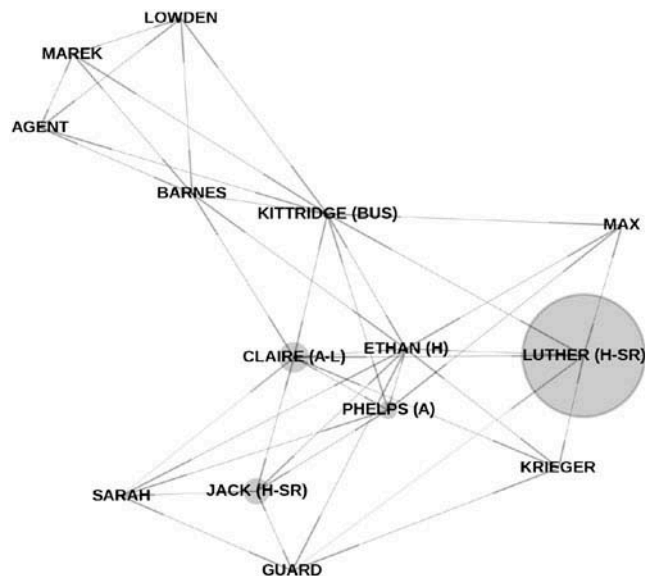 LOWDEN
MAREK
AGENT
BARNES
KITTRIDGE (BUS)
MAX
CLAIRE (A-L)
ETHAN (H)
LUTHER (H-SR)
PHELPS (A)
KRIEGER
SARAH
JACK (H-SR)
GUARD